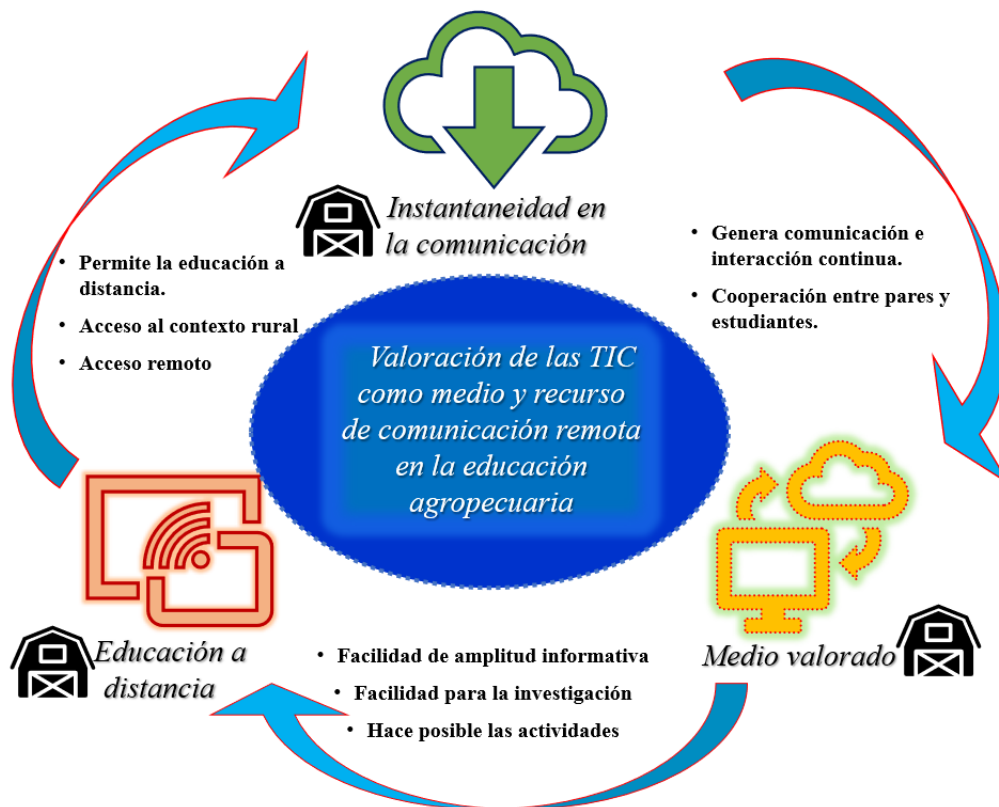 Instantaneidad en
la comunicación
• Genera comunicación e
interacción continua.
• Cooperación entre pares y
estudiantes.
• Permite la educación a
distancia.
• Acceso al contexto rural
• Acceso remoto
Valoración de las TIC
como medio y recurso
de comunicación remota
en la educación
agropecuaria
Medio valorado
• Facilidad de amplitud informativa
• Facilidad para la investigación
• Hace posible las actividades
Educación a
distancia